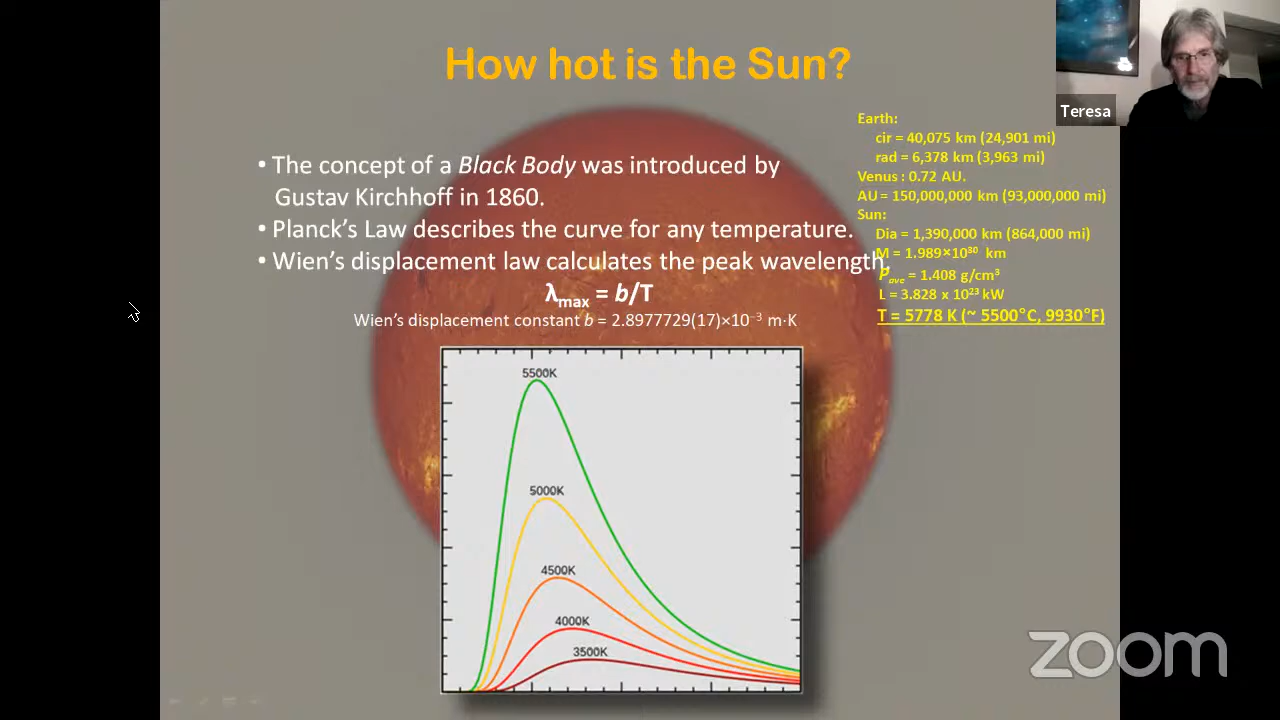 How hot is the Sun?
Teresa
• The concept of a Black Body was introduced by
Gustav Kirchhoff in 1860.
• Planck's Law describes the curve for any temperature.
• Wien's displacement law calculates the peak wavelength.
λmax = b/T
Wien's displacement constant b = 2.8977729(17)×10⁻³ m·K
Earth:
cir = 40,075 km (24,901 mi)
rad = 6,378 km (3,963 mi)
Venus : 0.72 AU.
AU = 150,000,000 km (93,000,000 mi)
Sun:
Dia = 1,390,000 km (864,000 mi)
M = 1.989×10³⁰ km
Pave = 1.408 g/cm³
L = 3.828 x 10²³ kW
T = 5778 K (~ 5500°C, 9930°F)
5500K
5000K
4500K
4000K
3500K
zoom